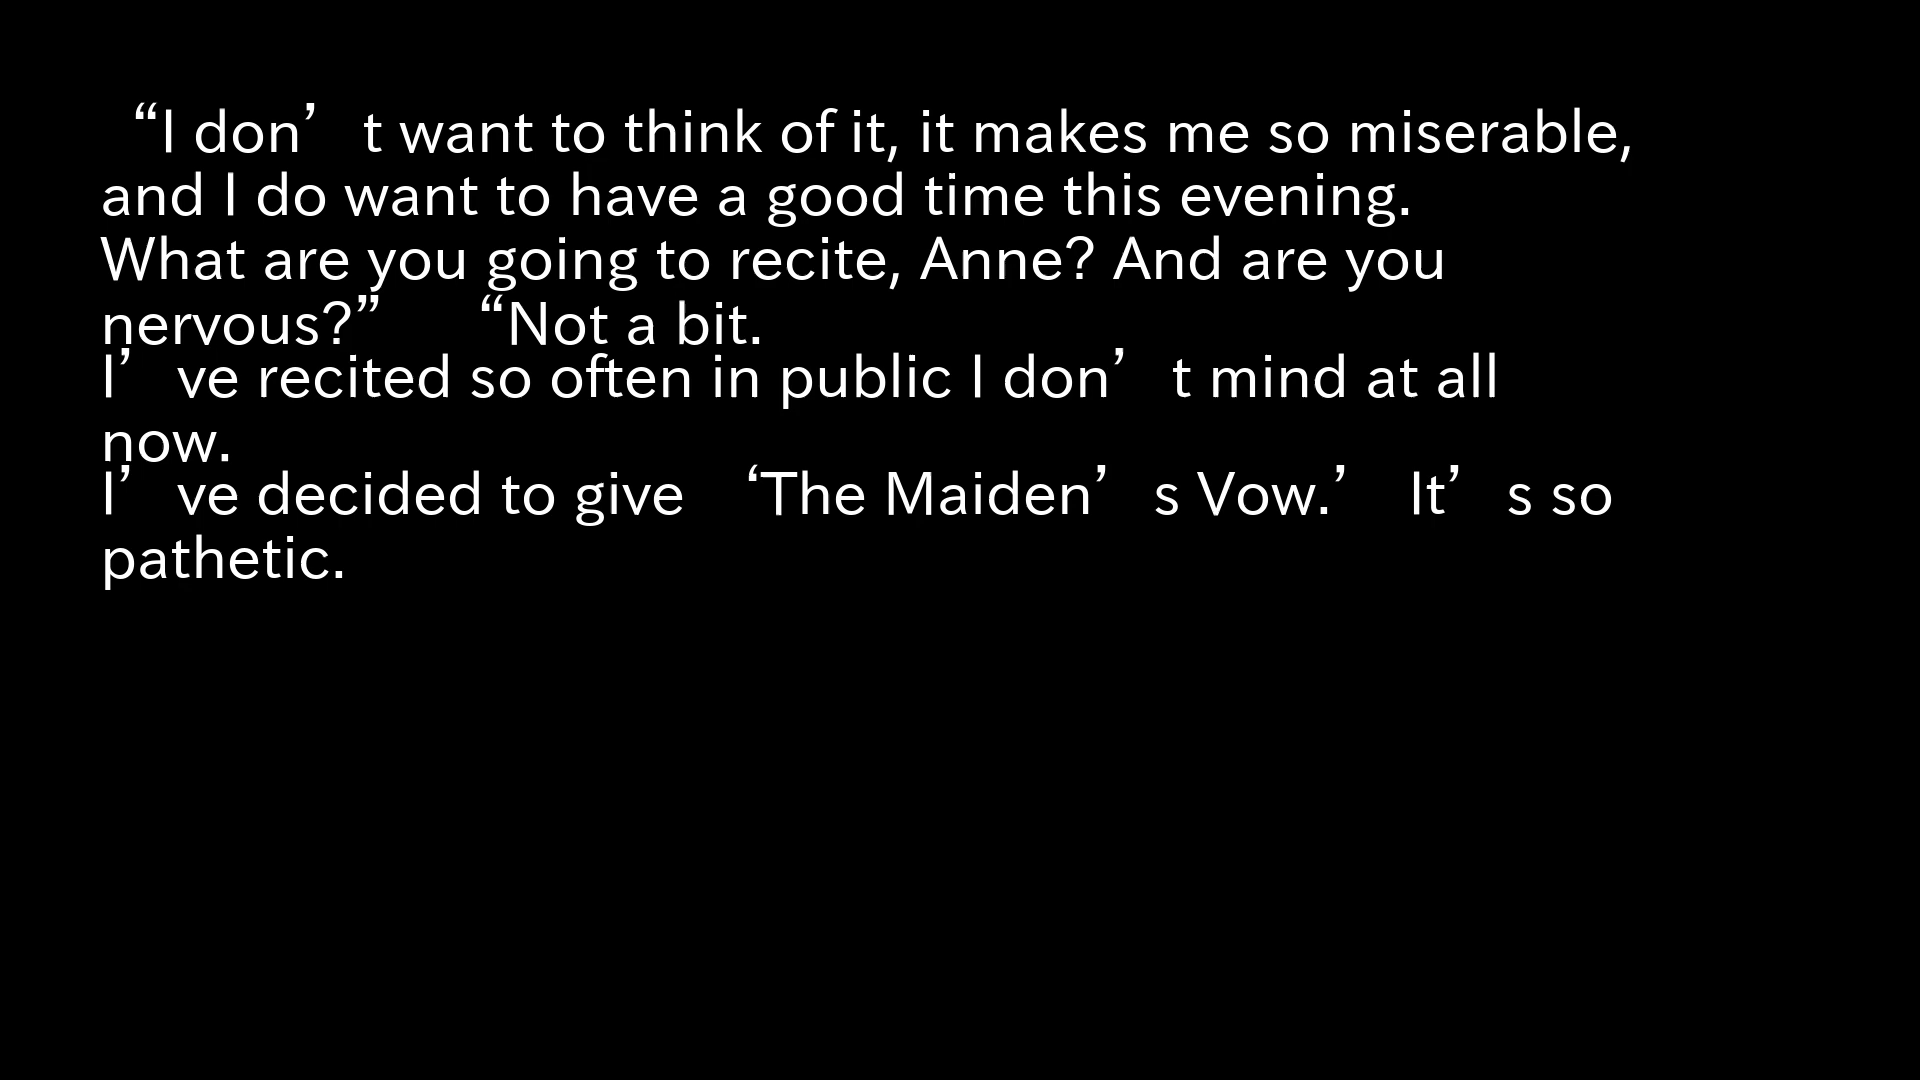 “I don’t want to think of it, it makes me so miserable,
and I do want to have a good time this evening.
What are you going to recite, Anne? And are you
nervous?” “Not a bit.
I’ve recited so often in public I don’t mind at all
now.
I’ve decided to give ‘The Maiden’s Vow.’ It’s so
pathetic.